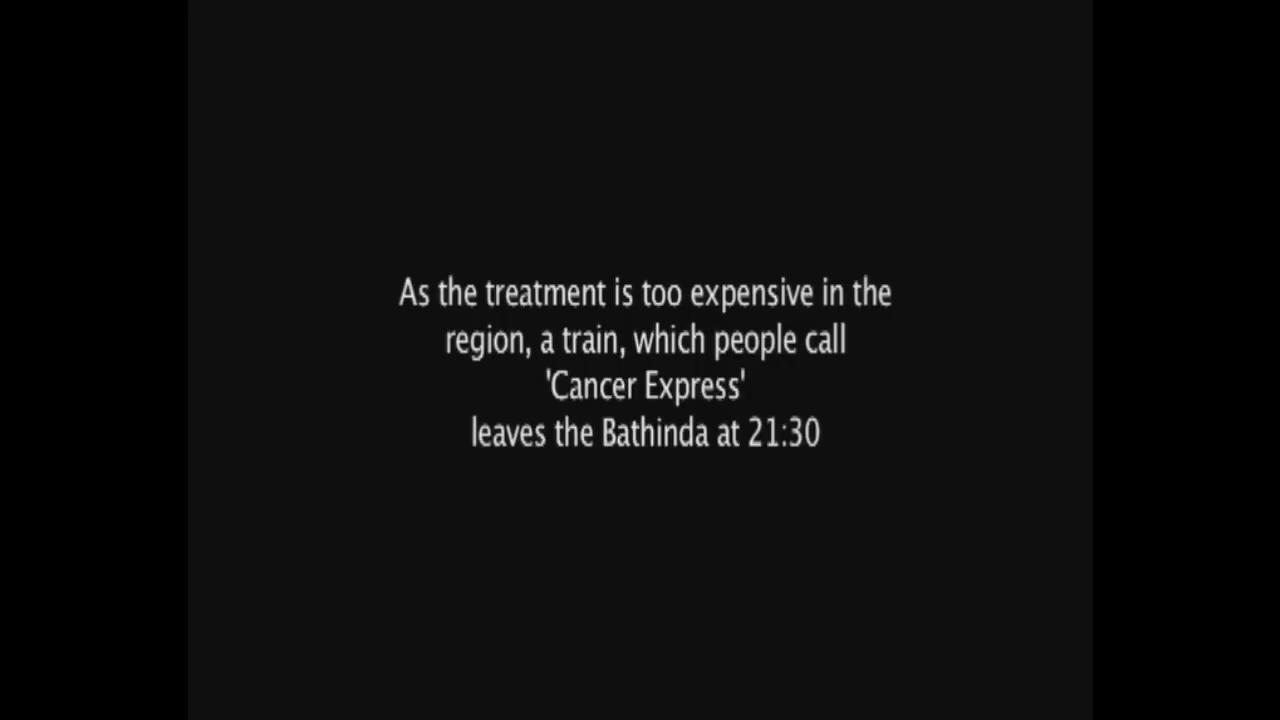 As the treatment is too expensive in the
region, a train, which people call
'Cancer Express'
leaves the Bathinda at 21:30